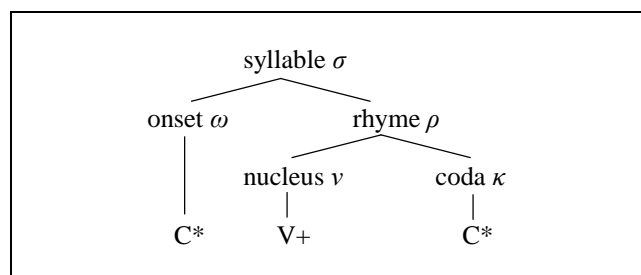 syllable σ
onset ω rhyme ρ
nucleus ν coda κ
C* V+ C*